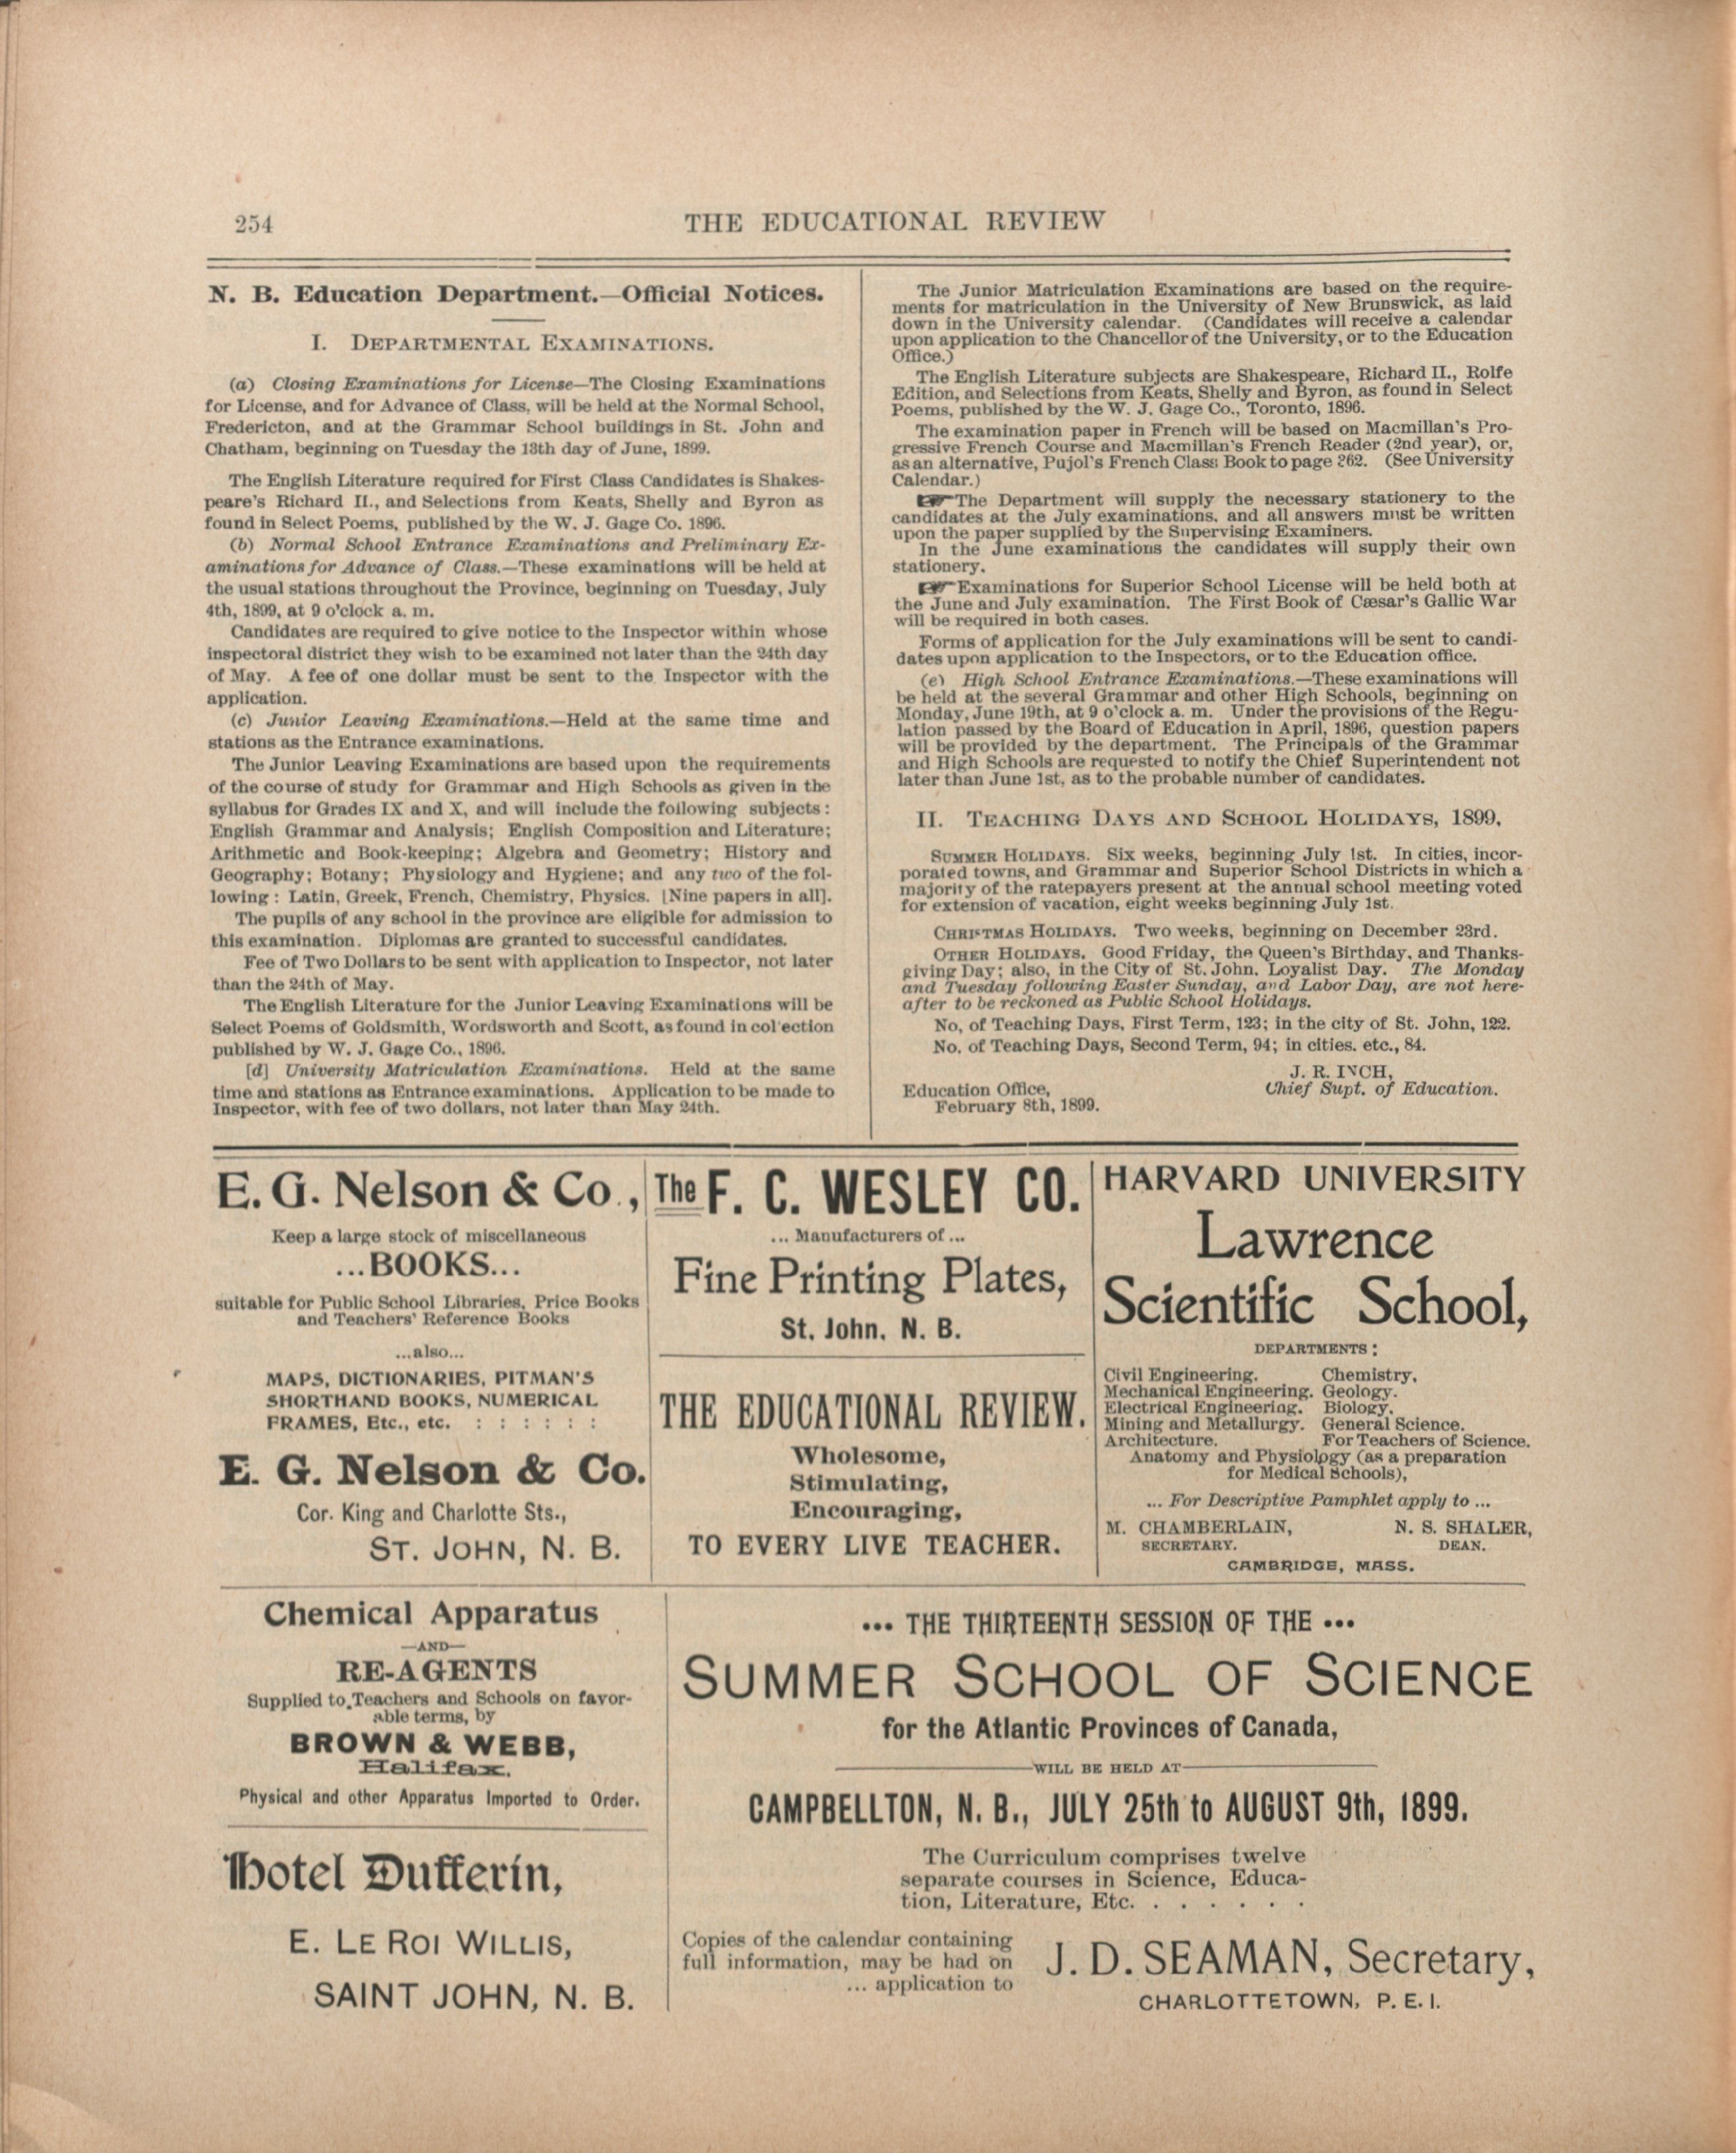 254
THE EDUCATIONAL REVIEW
N. B. Education Department.—Official Notices.
I. DEPARTMENTAL EXAMINATIONS.
(a) Closing Examinations for License—The Closing Examinations
for License, and for Advance of Class, will be held at the Normal School,
Fredericton, and at the Grammar School buildings in St. John and
Chatham, beginning on Tuesday the 13th day of June, 1899.
The English Literature required for First Class Candidates is Shakes-
peare's Richard II., and Selections from Keats, Shelly and Byron as
found in Select Poems, published by the W. J. Gage Co. 1896.
(b) Normal School Entrance Examinations and Preliminary Ex-
aminations for Advance of Class.—These examinations will be held at
the usual stations throughout the Province, beginning on Tuesday, July
4th, 1899, at 9 o'clock a. m.
Candidates are required to give notice to the Inspector within whose
inspectoral district they wish to be examined not later than the 24th day
of May. A fee of one dollar must be sent to the Inspector with the
application.
(c) Junior Leaving Examinations.—Held at the same time and
stations as the Entrance examinations.
The Junior Leaving Examinations are based upon the requirements
of the course of study for Grammar and High Schools as given in the
syllabus for Grades IX and X, and will include the following subjects:
English Grammar and Analysis; English Composition and Literature;
Arithmetic and Book-keeping; Algebra and Geometry; History and
Geography; Botany; Physiology and Hygiene; and any two of the fol-
lowing: Latin, Greek, French, Chemistry, Physics. [Nine papers in all].
The pupils of any school in the province are eligible for admission to
this examination. Diplomas are granted to successful candidates.
Fee of Two Dollars to be sent with application to Inspector, not later
than the 24th of May.
The English Literature for the Junior Leaving Examinations will be
Select Poems of Goldsmith, Wordsworth and Scott, as found in col ection
published by W. J. Gage Co., 1896.
[d] University Matriculation Examinations. Held at the same
time and stations as Entrance examinations. Application to be made to
Inspector, with fee of two dollars, not later than May 24th.
The Junior Matriculation Examinations are based on the require-
ments for matriculation in the University of New Brunswick, as laid
down in the University calendar. (Candidates will receive a calendar
upon application to the Chancellor of the University, or to the Education
Office.)
The English Literature subjects are Shakespeare, Richard II., Rolfe
Edition, and Selections from Keats, Shelly and Byron, as found in Select
Poems, published by the W. J. Gage Co., Toronto, 1896.
The examination paper in French will be based on Macmillan's Pro-
gressive French Course and Macmillan's French Reader (2nd year), or,
as an alternative, Pujol's French Class Book to page 262. (See University
Calendar.)
☞The Department will supply the necessary stationery to the
candidates at the July examinations, and all answers must be written
upon the paper supplied by the Supervising Examiners.
In the June examinations the candidates will supply their own
stationery.
☞Examinations for Superior School License will be held both at
the June and July examination. The First Book of Cæsar's Gallic War
will be required in both cases.
Forms of application for the July examinations will be sent to candi-
dates upon application to the Inspectors, or to the Education office.
(e) High School Entrance Examinations.—These examinations will
be held at the several Grammar and other High Schools, beginning on
Monday, June 19th, at 9 o'clock a. m. Under the provisions of the Regu-
lation passed by the Board of Education in April, 1896, question papers
will be provided by the department. The Principals of the Grammar
and High Schools are requested to notify the Chief Superintendent not
later than June 1st, as to the probable number of candidates.
II. TEACHING DAYS AND SCHOOL HOLIDAYS, 1899.
SUMMER HOLIDAYS. Six weeks, beginning July 1st. In cities, incor-
porated towns, and Grammar and Superior School Districts in which a
majority of the ratepayers present at the annual school meeting voted
for extension of vacation, eight weeks beginning July 1st.
CHRISTMAS HOLIDAYS. Two weeks, beginning on December 23rd.
OTHER HOLIDAYS. Good Friday, the Queen's Birthday, and Thanks-
giving Day; also, in the City of St. John, Loyalist Day. The Monday
and Tuesday following Easter Sunday, and Labor Day, are not here-
after to be reckoned as Public School Holidays.
No, of Teaching Days, First Term, 123; in the city of St. John, 122.
No. of Teaching Days, Second Term, 94; in cities. etc., 84.
J. R. INCH,
Chief Supt. of Education.
Education Office,
February 8th, 1899.
E. G. Nelson & Co.,
Keep a large stock of miscellaneous
...BOOKS...
suitable for Public School Libraries, Price Books
and Teachers' Reference Books
...also...
MAPS, DICTIONARIES, PITMAN'S
SHORTHAND BOOKS, NUMERICAL
FRAMES, Etc., etc. : : : : : :
E. G. Nelson & Co.
Cor. King and Charlotte Sts.,
ST. JOHN, N. B.
The F. C. WESLEY CO.
... Manufacturers of ...
Fine Printing Plates,
St. John, N. B.
THE EDUCATIONAL REVIEW.
Wholesome,
Stimulating,
Encouraging,
TO EVERY LIVE TEACHER.
HARVARD UNIVERSITY
Lawrence
Scientific School,
DEPARTMENTS:
Civil Engineering. Chemistry.
Mechanical Engineering. Geology.
Electrical Engineering. Biology.
Mining and Metallurgy. General Science.
Architecture. For Teachers of Science.
Anatomy and Physiology (as a preparation
for Medical Schools),
... For Descriptive Pamphlet apply to ...
M. CHAMBERLAIN, N. S. SHALER,
SECRETARY. DEAN.
CAMBRIDGE, MASS.
Chemical Apparatus
—AND—
RE-AGENTS
Supplied to Teachers and Schools on favor-
able terms, by
BROWN & WEBB,
Halifax.
Physical and other Apparatus Imported to Order.
Hotel Dufferin,
E. LE ROI WILLIS,
SAINT JOHN, N. B.
... THE THIRTEENTH SESSION OF THE ...
SUMMER SCHOOL OF SCIENCE
for the Atlantic Provinces of Canada,
WILL BE HELD AT
CAMPBELLTON, N. B., JULY 25th to AUGUST 9th, 1899.
The Curriculum comprises twelve
separate courses in Science, Educa-
tion, Literature, Etc. . . . . . .
Copies of the calendar containing
full information, may be had on
... application to
J. D. SEAMAN, Secretary,
CHARLOTTETOWN, P. E. I.